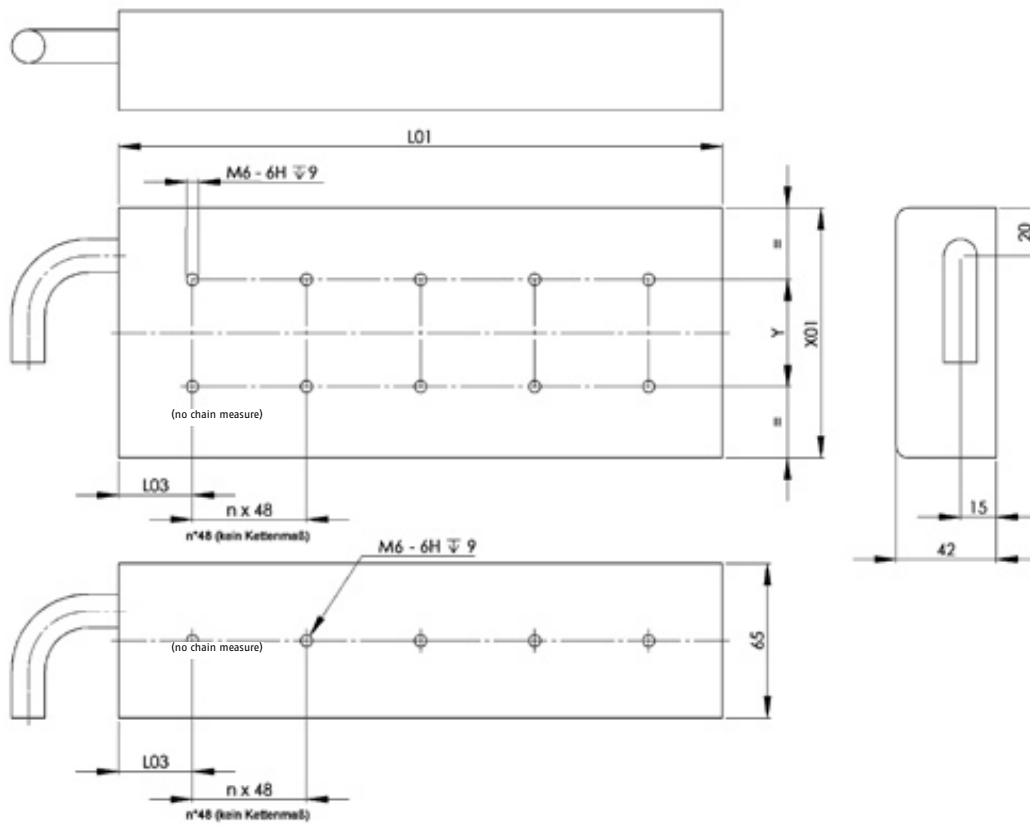 L01
M6 - 6H ↧ 9
=
20
Y
X01
(no chain measure)
=
L03
n x 48
n*48 (kein Kettenmaß)
15
42
M6 - 6H ↧ 9
(no chain measure)
65
L03
n x 48
n*48 (kein Kettenmaß)